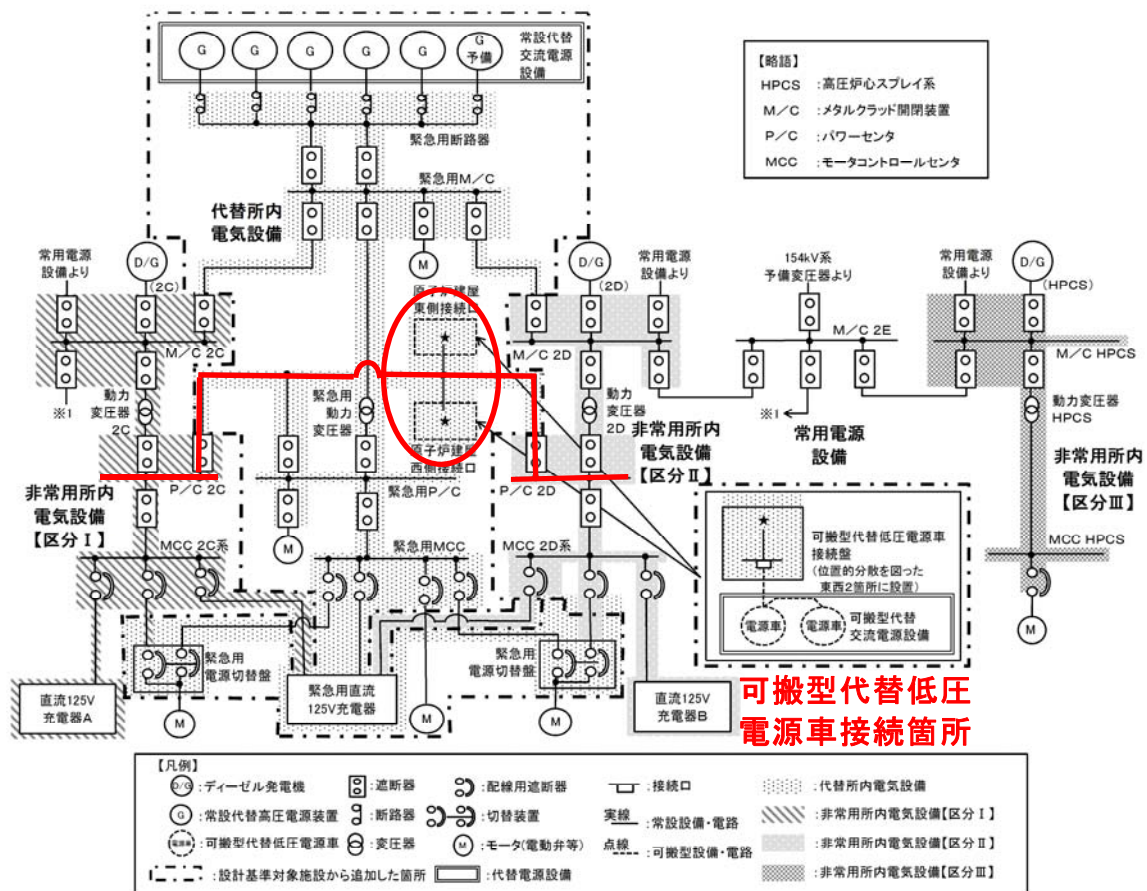 G G G G G G
予備
常設代替
交流電源
設備
【略語】
HPCS :高圧炉心スプレイ系
M/C :メタルクラッド開閉装置
P/C :パワーセンタ
MCC :モータコントロールセンタ
緊急用断路器
緊急用M/C
代替所内
電気設備
M
常用電源
設備より
D/G
(2C)
原子炉建屋
東側接続口
D/G
(2D)
常用電源
設備より
154kV系
予備変圧器より
常用電源
設備より
D/G
(HPCS)
M/C 2C
M/C 2D
M/C 2E
M/C HPCS
※1
動力
変圧器
2C
緊急用
動力
変圧器
原子炉建屋
西側接続口
動力
変圧器
2D
非常用所内
電気設備
【区分Ⅱ】
※1
常用電源
設備
動力変圧器
HPCS
非常用所内
電気設備
【区分Ⅲ】
P/C 2C
緊急用P/C
P/C 2D
非常用所内
電気設備
【区分Ⅰ】
M
可搬型代替低圧電源車
接続盤
(位置的分散を図った
東西2箇所に設置)
電源車 電源車
可搬型代替
交流電源設備
MCC 2C系
緊急用MCC
MCC 2D系
MCC HPCS
M
緊急用
電源切替盤
緊急用
電源切替盤
直流125V
充電器A
M
緊急用直流
125V充電器
M
M
直流125V
充電器B
可搬型代替低圧
電源車接続箇所
【凡例】
D/G :ディーゼル発電機 :遮断器 :配線用遮断器 :接続口 :代替所内電気設備
G :常設代替高圧電源装置 :断路器 :切替装置 実線 :常設設備・電路 :非常用所内電気設備【区分Ⅰ】
電源車 :可搬型代替低圧電源車 :変圧器 M :モータ(電動弁等) 点線 :可搬型設備・電路 :非常用所内電気設備【区分Ⅱ】
:設計基準対象施設から追加した箇所 :代替電源設備 :非常用所内電気設備【区分Ⅲ】